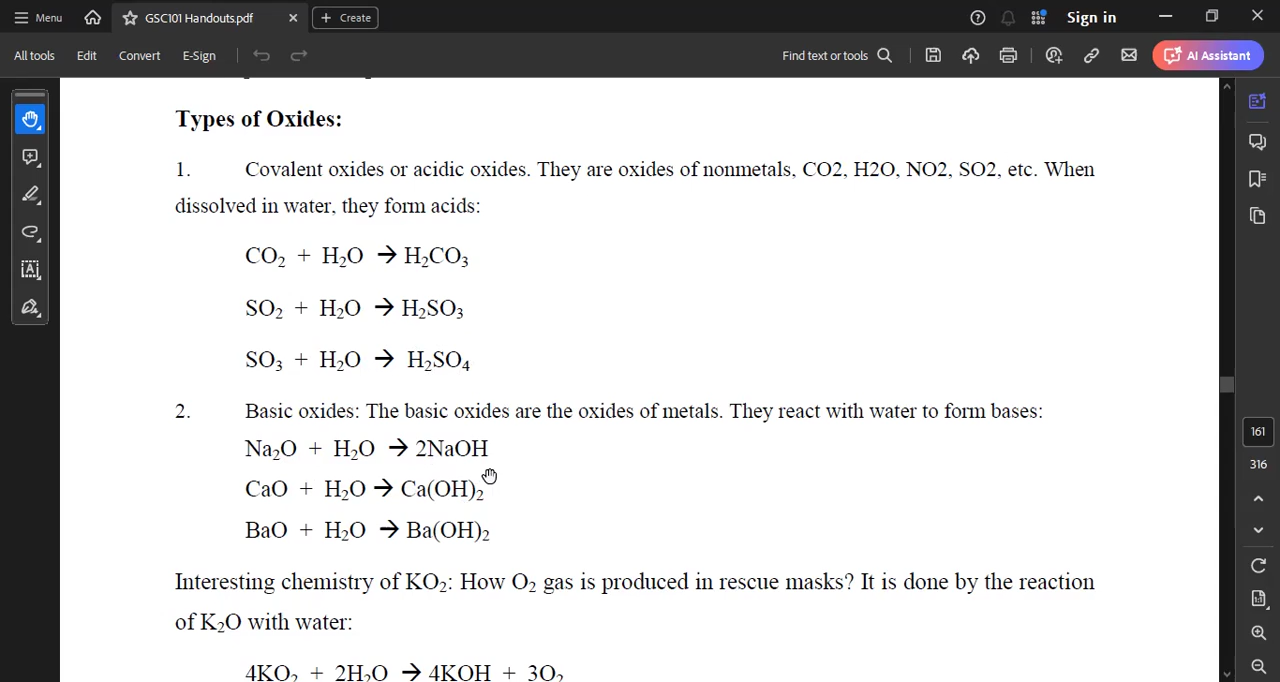 Menu
GSC101 Handouts.pdf
Create
Sign in
All tools
Edit
Convert
E-Sign
Find text or tools
AI Assistant
Types of Oxides:
1. Covalent oxides or acidic oxides. They are oxides of nonmetals, CO2, H2O, NO2, SO2, etc. When
dissolved in water, they form acids:
CO₂ + H₂O → H₂CO₃
SO₂ + H₂O → H₂SO₃
SO₃ + H₂O → H₂SO₄
2. Basic oxides: The basic oxides are the oxides of metals. They react with water to form bases:
Na₂O + H₂O → 2NaOH
CaO + H₂O → Ca(OH)₂
BaO + H₂O → Ba(OH)₂
Interesting chemistry of KO₂: How O₂ gas is produced in rescue masks? It is done by the reaction
of K₂O with water:
4KO₂ + 2H₂O → 4KOH + 3O₂
161
316